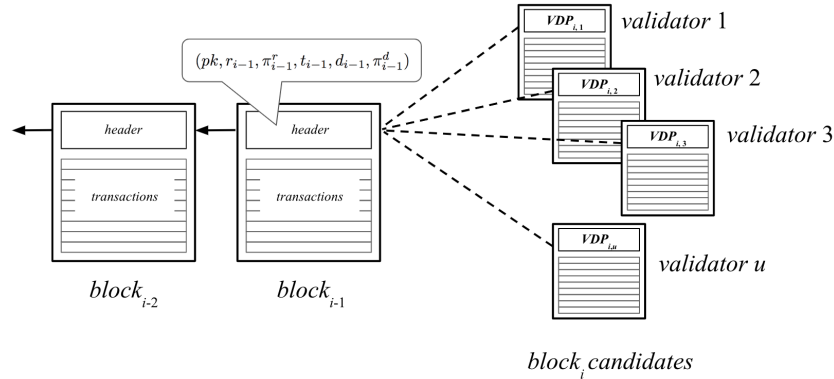 (pk, r_{i-1}, π^r_{i-1}, t_{i-1}, d_{i-1}, π^d_{i-1})
header
transactions
block_{i-2}
header
transactions
block_{i-1}
VDP_{i,1}
validator 1
VDP_{i,2}
validator 2
VDP_{i,3}
validator 3
VDP_{i,u}
validator u
block_i candidates